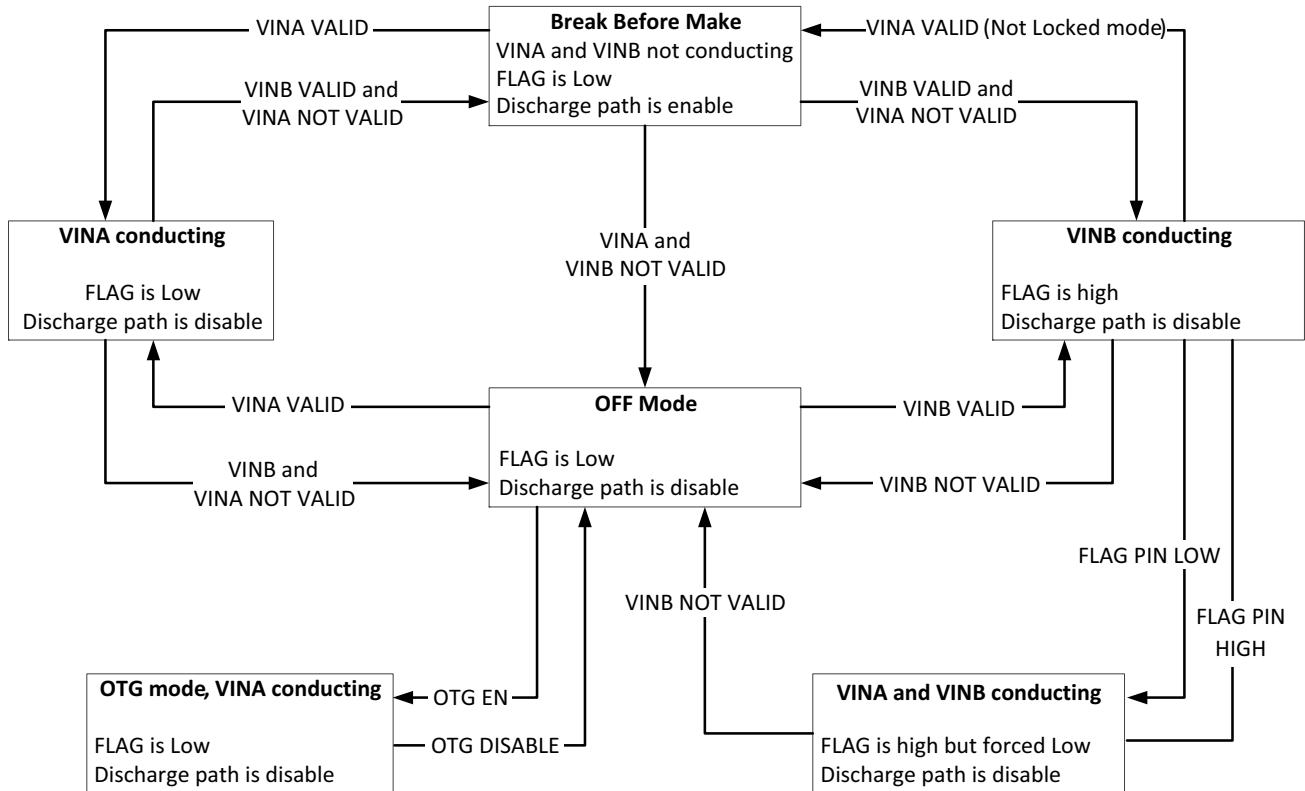 Break Before Make
VINA and VINB not conducting
FLAG is Low
Discharge path is enable
VINA VALID
VINA VALID (Not Locked mode)
VINB VALID and
VINA NOT VALID
VINB VALID and
VINA NOT VALID
VINA conducting
FLAG is Low
Discharge path is disable
VINA and
VINB NOT VALID
VINB conducting
FLAG is high
Discharge path is disable
VINA VALID
OFF Mode
FLAG is Low
Discharge path is disable
VINB VALID
VINB and
VINA NOT VALID
VINB NOT VALID
FLAG PIN LOW
VINB NOT VALID
FLAG PIN
HIGH
OTG mode, VINA conducting
FLAG is Low
Discharge path is disable
OTG EN
OTG DISABLE
VINA and VINB conducting
FLAG is high but forced Low
Discharge path is disable